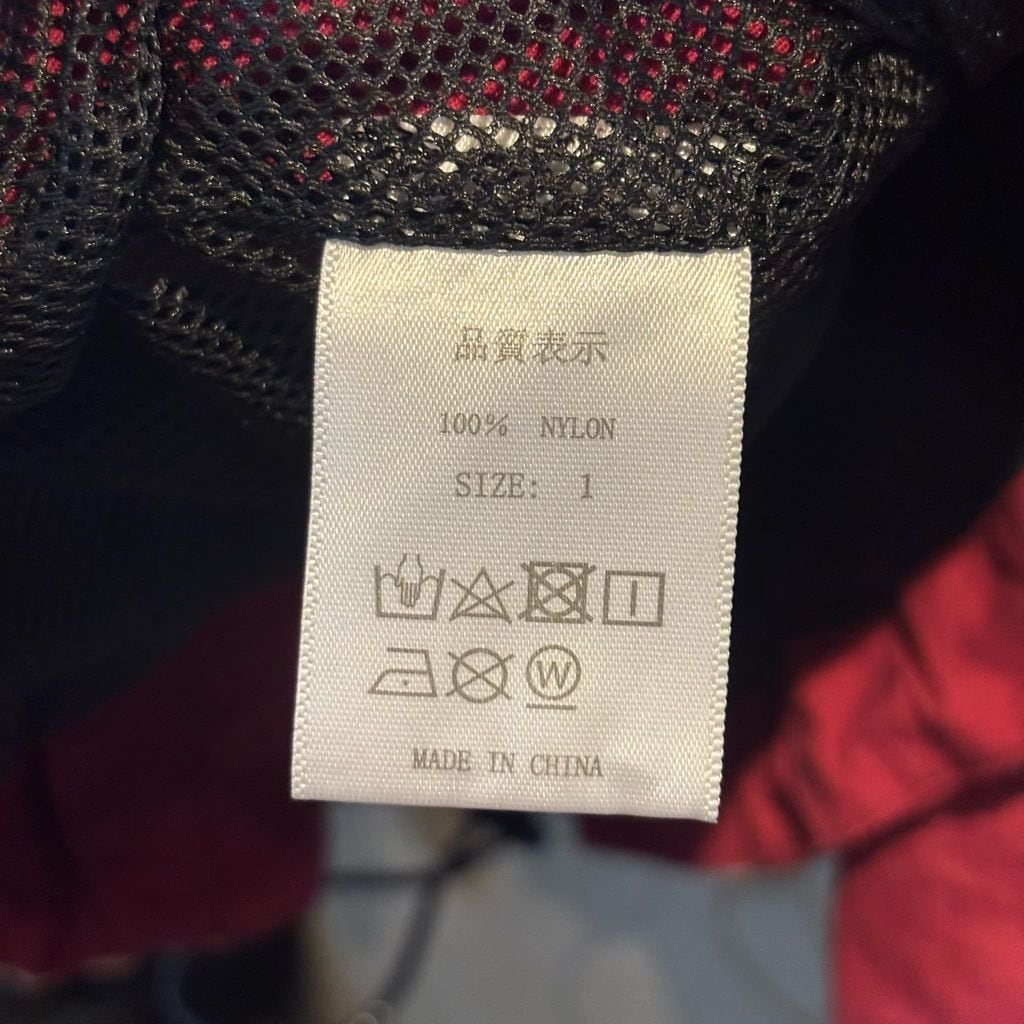 品質表示
100% NYLON
SIZE: 1
W
MADE IN CHINA